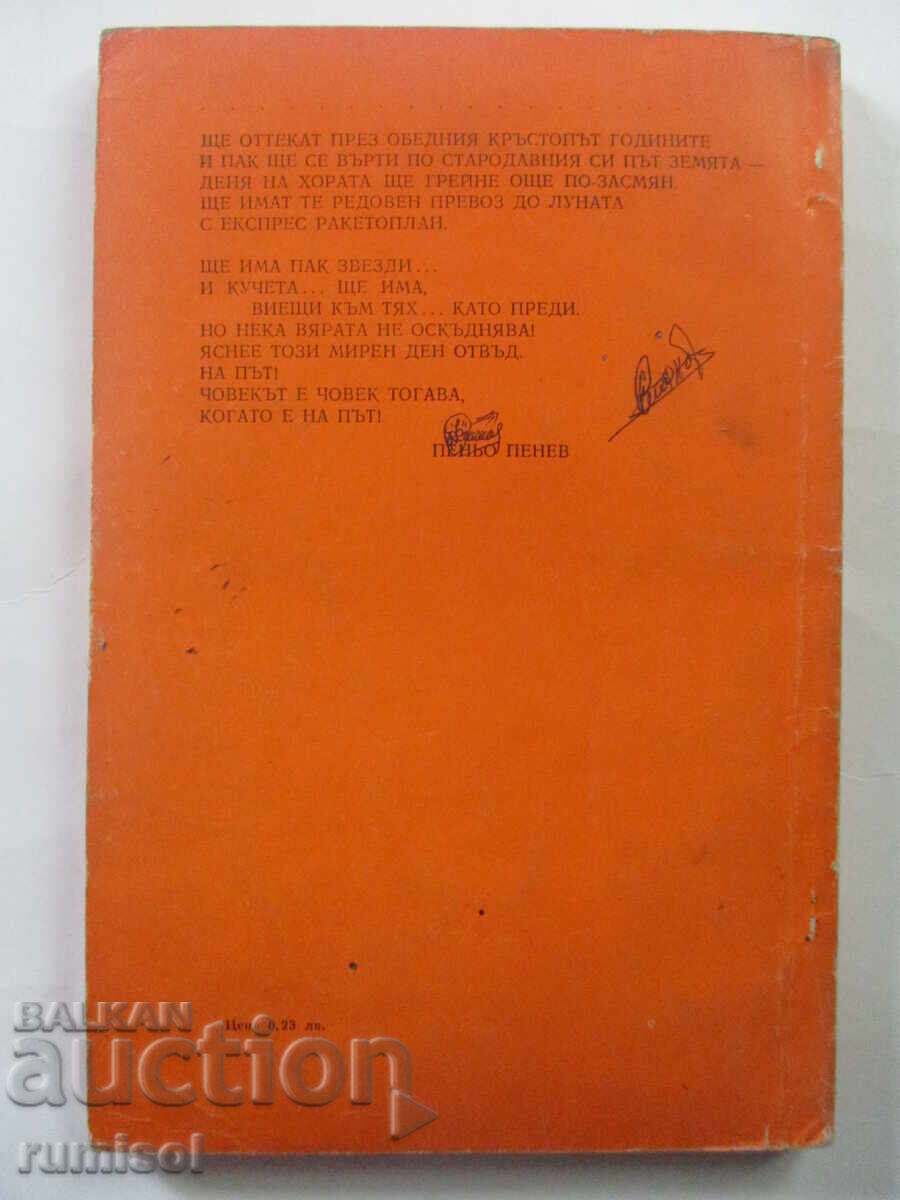 ЩЕ ОТТЕКАТ ПРЕЗ ОБЕДНИЯ КРЪСТОПЪТ ГОДИНИТЕ
И ПАК ЩЕ СЕ ВЪРТИ ПО СТАРОДАВНИЯ СИ ПЪТ ЗЕМЯТА —
ДЕНЯ НА ХОРАТА ЩЕ ГРЕЙНЕ ОЩЕ ПО-ЗАСМЯН.
ЩЕ ИМАТ ТЕ РЕДОВЕН ПРЕВОЗ ДО ЛУНАТА
С ЕКСПРЕС РАКЕТОПЛАН.
ЩЕ ИМА ПАК ЗВЕЗДИ...
И КУЧЕТА... ЩЕ ИМА,
ВИЕЩИ КЪМ ТЯХ... КАТО ПРЕДИ.
НО НЕКА ВЯРАТА НЕ ОСКЪДНЯВА!
ЯСНЕЕ ТОЗИ МИРЕН ДЕН ОТВЪД.
НА ПЪТ!
ЧОВЕКЪТ Е ЧОВЕК ТОГАВА,
КОГАТО Е НА ПЪТ!
ПЕНЬО ПЕНЕВ
Цена 0,23 лв.
BALKAN
auction
rumisol